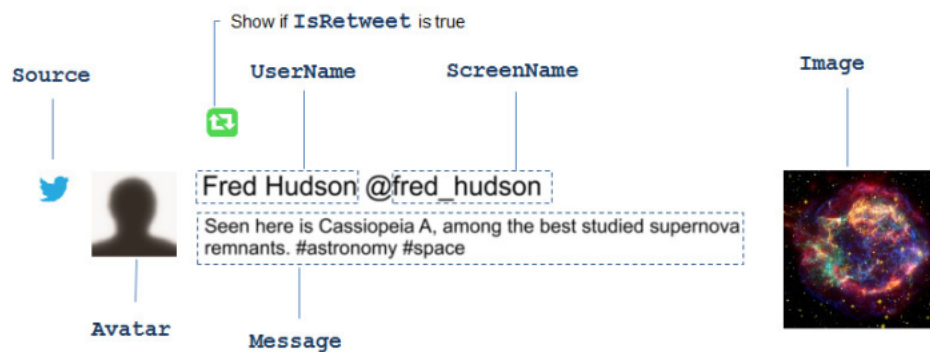 Show if IsRetweet is true
UserName
ScreenName
Image
Source
Fred Hudson @fred_hudson
Seen here is Cassiopeia A, among the best studied supernova
remnants. #astronomy #space
Avatar
Message